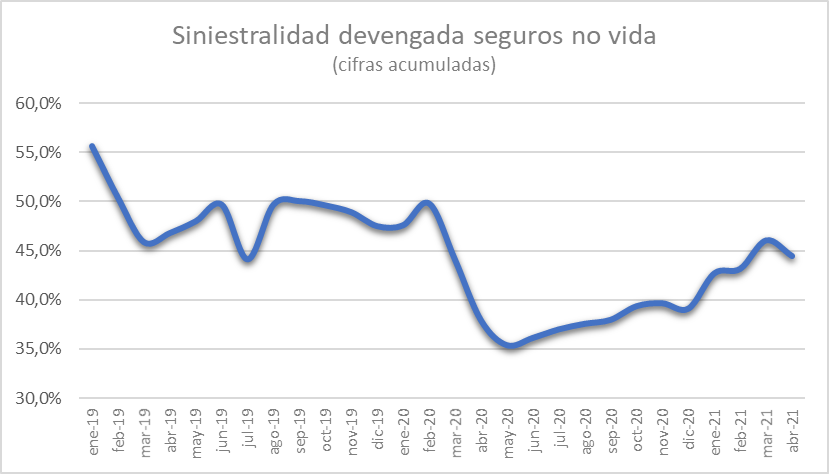 Siniestralidad devengada seguros no vida
(cifras acumuladas)
60,0%
55,0%
50,0%
45,0%
40,0%
35,0%
30,0%
ene-19
feb-19
mar-19
abr-19
may-19
jun-19
jul-19
ago-19
sep-19
oct-19
nov-19
dic-19
ene-20
feb-20
mar-20
abr-20
may-20
jun-20
jul-20
ago-20
sep-20
oct-20
nov-20
dic-20
ene-21
feb-21
mar-21
abr-21